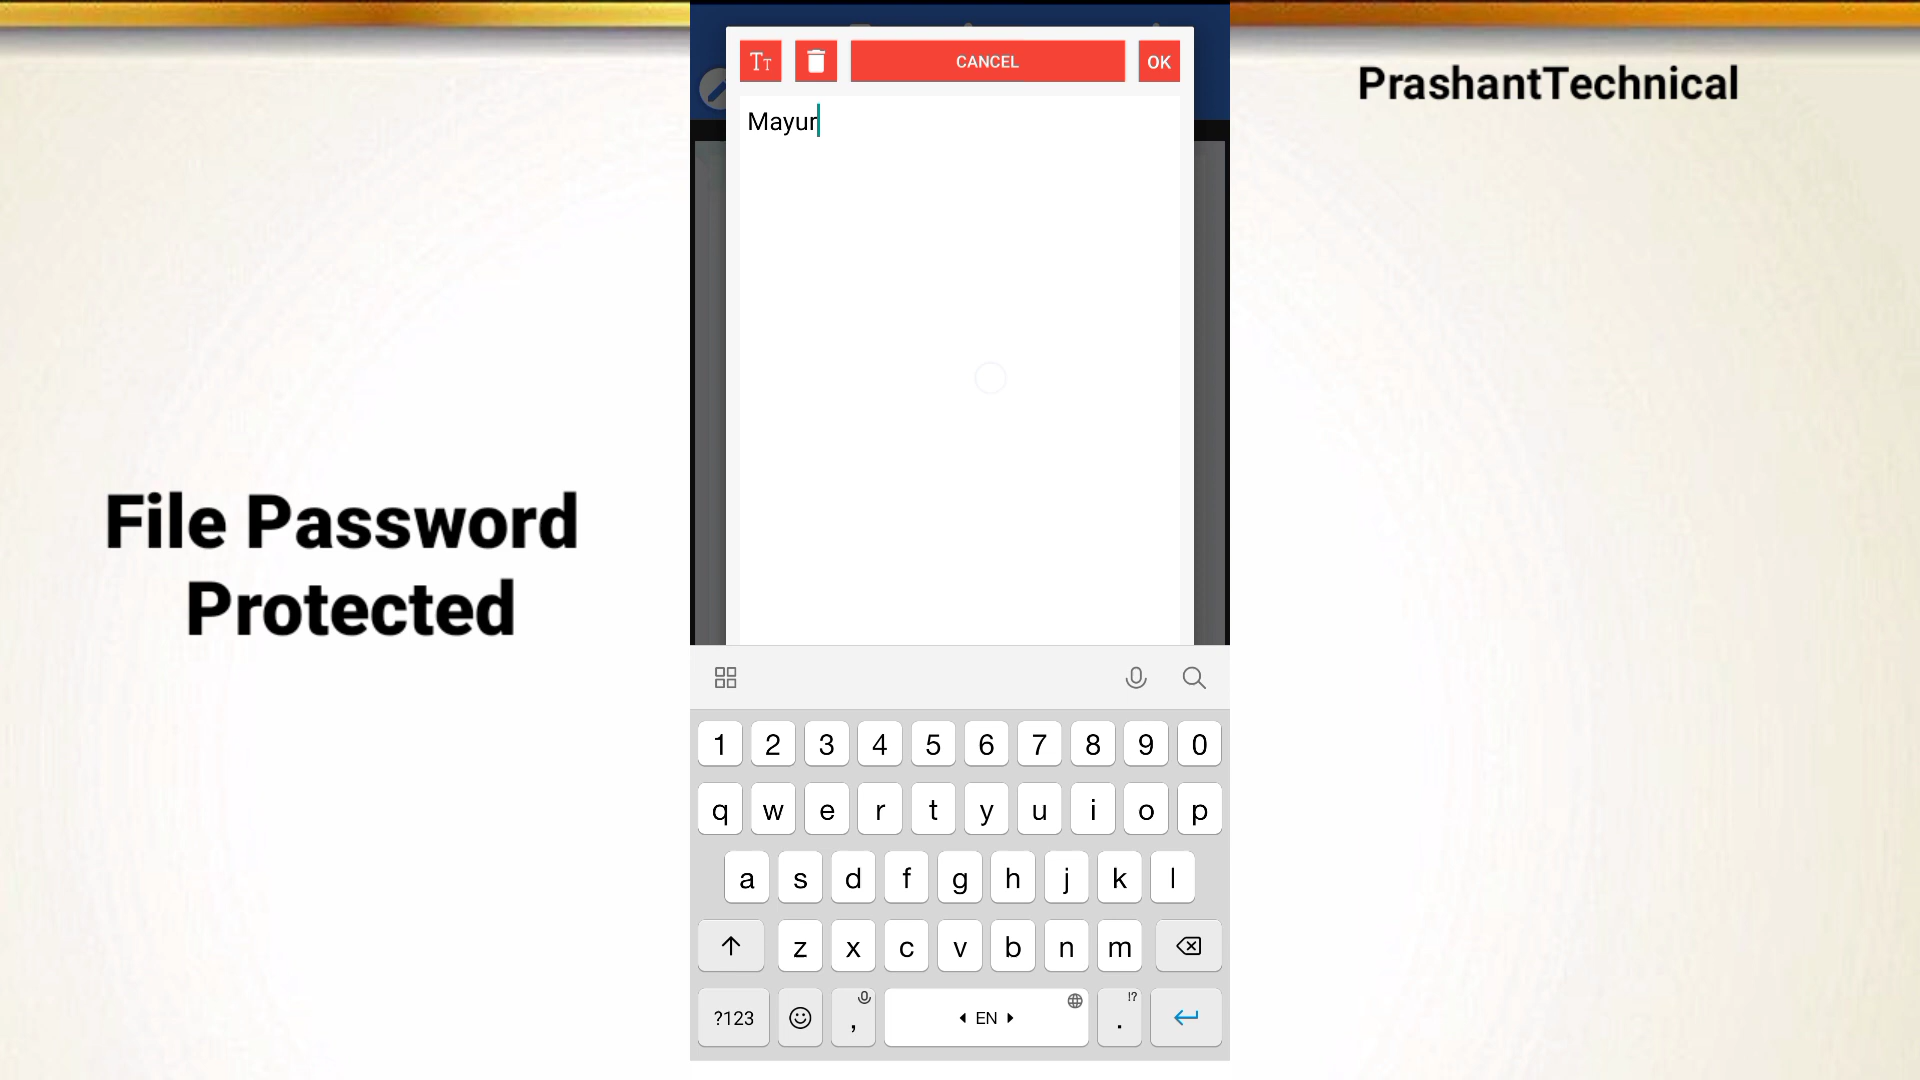 PrashantTechnical
File Password
Protected
TT CANCEL OK
Mayur
1 2 3 4 5 6 7 8 9 0
q w e r t y u i o p
a s d f g h j k l
z x c v b n m
?123 , EN !? .